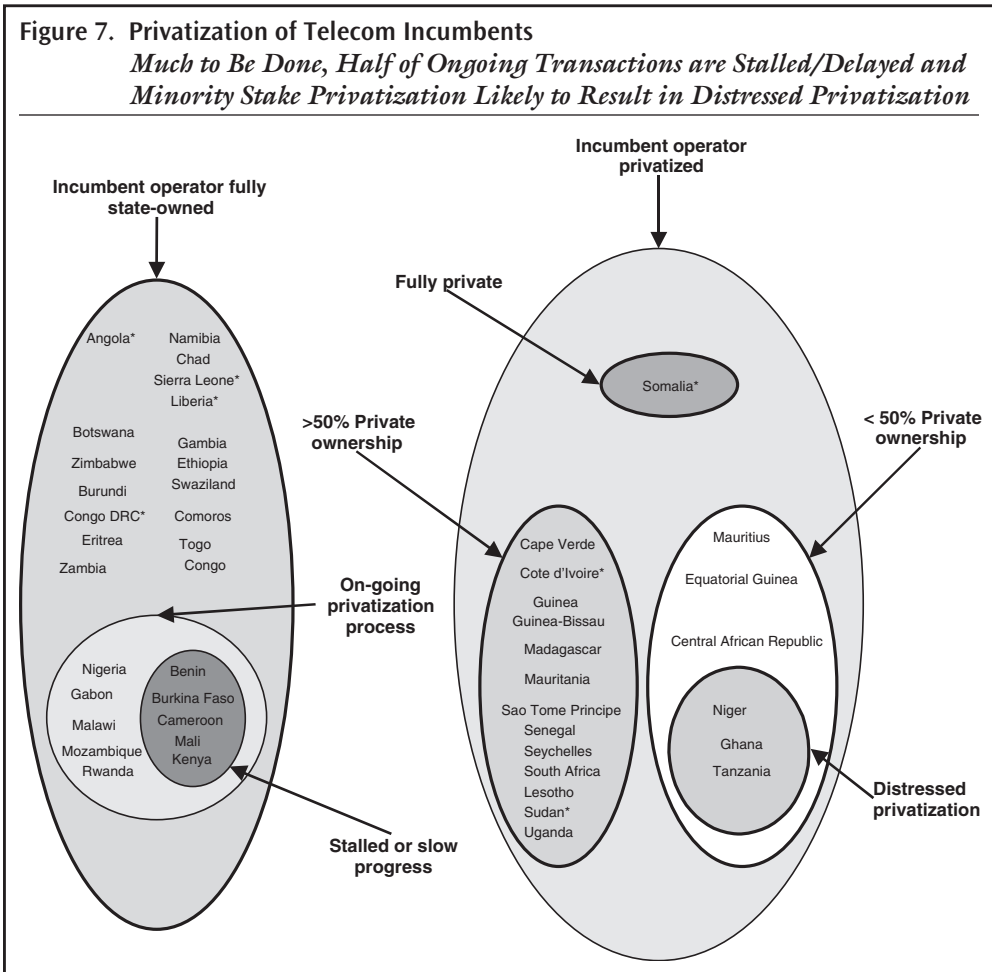 Figure 7. Privatization of Telecom Incumbents
Much to Be Done, Half of Ongoing Transactions are Stalled/Delayed and
Minority Stake Privatization Likely to Result in Distressed Privatization
Incumbent operator fully
state-owned
Angola*
Namibia
Chad
Sierra Leone*
Liberia*
Botswana
Gambia
Zimbabwe
Ethiopia
Swaziland
Burundi
Congo DRC*
Comoros
Eritrea
Togo
Congo
Zambia
On-going
privatization
process
Nigeria
Gabon
Malawi
Mozambique
Rwanda
Benin
Burkina Faso
Cameroon
Mali
Kenya
Stalled or slow
progress
Incumbent operator
privatized
Fully private
Somalia*
>50% Private
ownership
Cape Verde
Cote d'Ivoire*
Guinea
Guinea-Bissau
Madagascar
Mauritania
Sao Tome Principe
Senegal
Seychelles
South Africa
Lesotho
Sudan*
Uganda
< 50% Private
ownership
Mauritius
Equatorial Guinea
Central African Republic
Niger
Ghana
Tanzania
Distressed
privatization